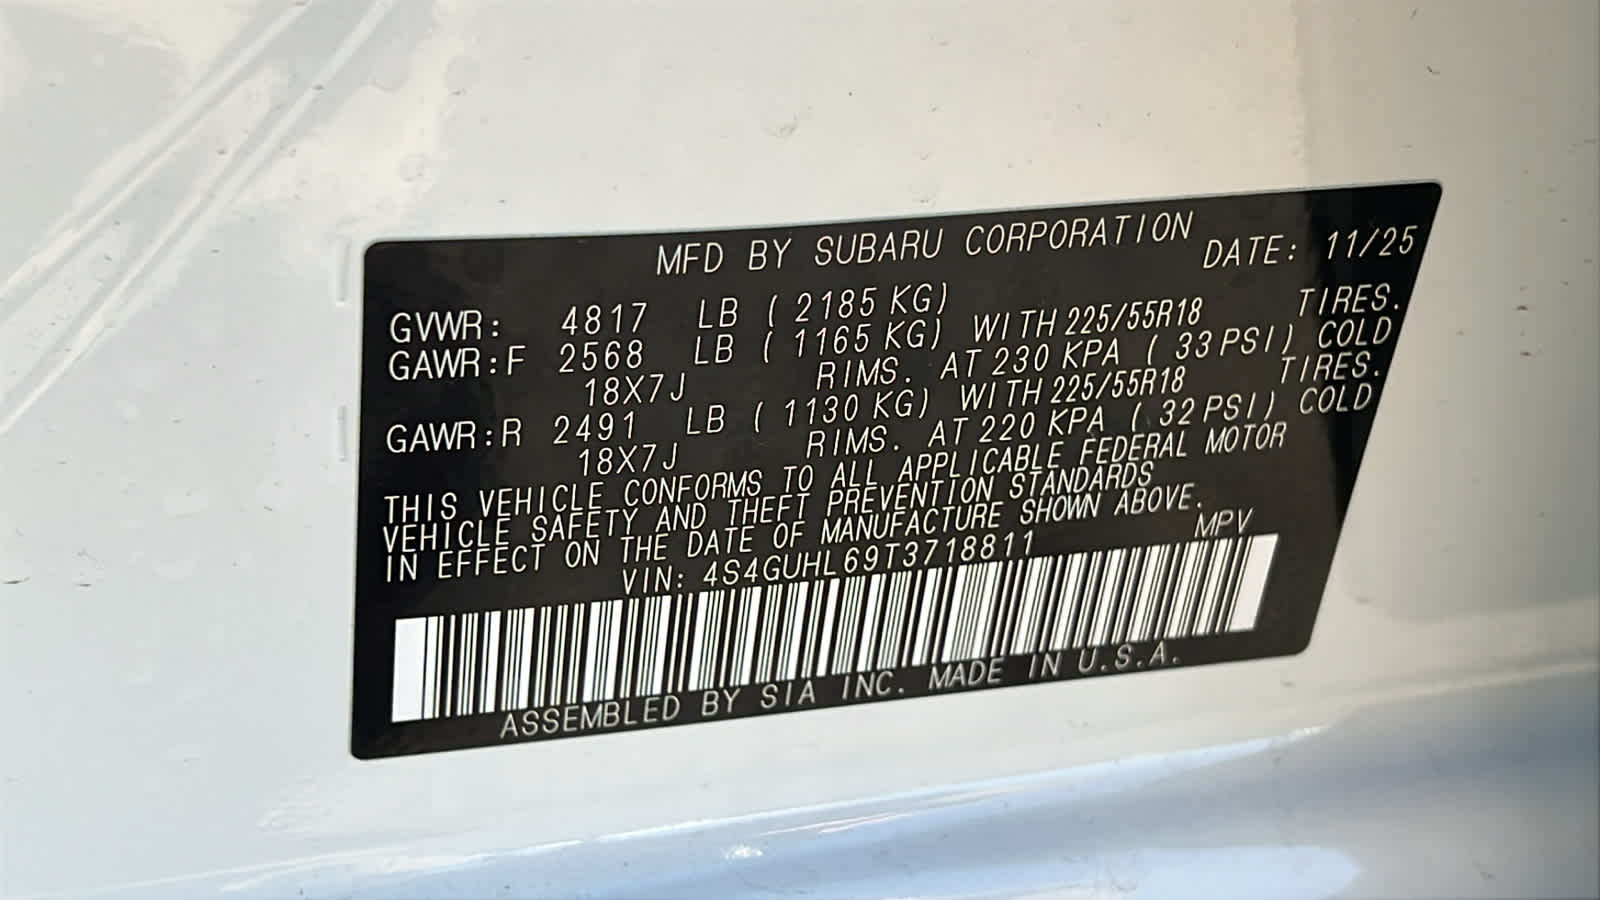 MFD BY SUBARU CORPORATION DATE: 11/25
GVWR: 4817 LB (2185 KG)
GAWR:F 2568 LB (1165 KG) WITH 225/55R18 TIRES.
18X7J RIMS. AT 230 KPA (33 PSI) COLD
GAWR:R 2491 LB (1130 KG) WITH 225/55R18 TIRES.
18X7J RIMS. AT 220 KPA (32 PSI) COLD
THIS VEHICLE CONFORMS TO ALL APPLICABLE FEDERAL MOTOR
VEHICLE SAFETY AND THEFT PREVENTION STANDARDS
IN EFFECT ON THE DATE OF MANUFACTURE SHOWN ABOVE.
VIN: 4S4GUHL69T3718811 MPV
ASSEMBLED BY SIA INC. MADE IN U.S.A.